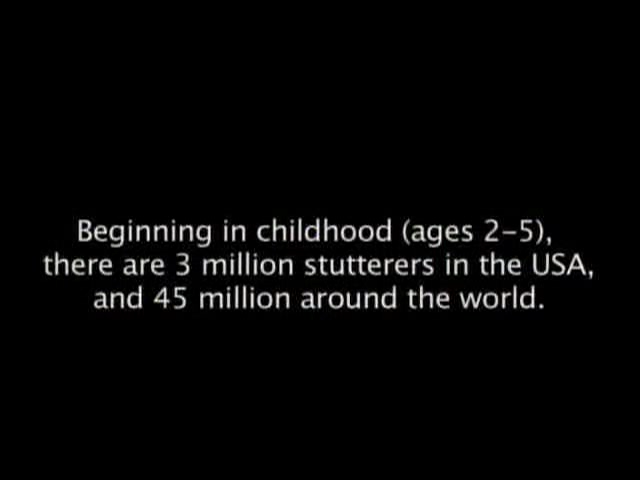 Beginning in childhood (ages 2–5),
there are 3 million stutterers in the USA,
and 45 million around the world.